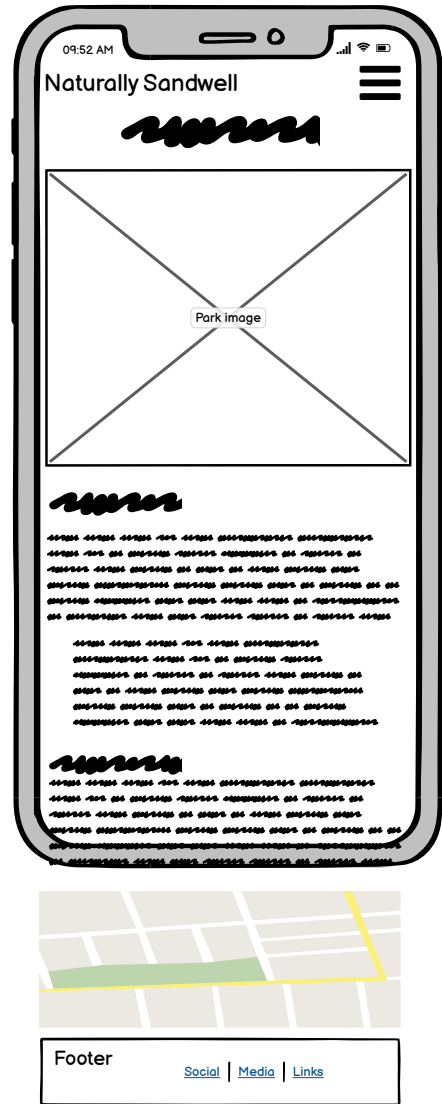 09:52 AM
Naturally Sandwell
Park image
Footer
Social | Media | Links